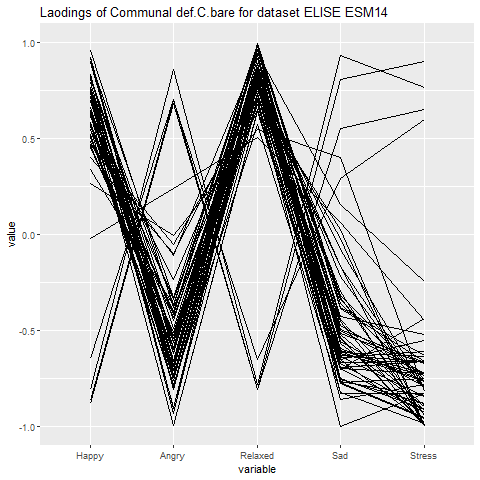 Laodings of Communal def.C.bare for dataset ELISE ESM14
1.0
0.5
0.0
-0.5
-1.0
value
Happy
Angry
Relaxed
Sad
Stress
variable